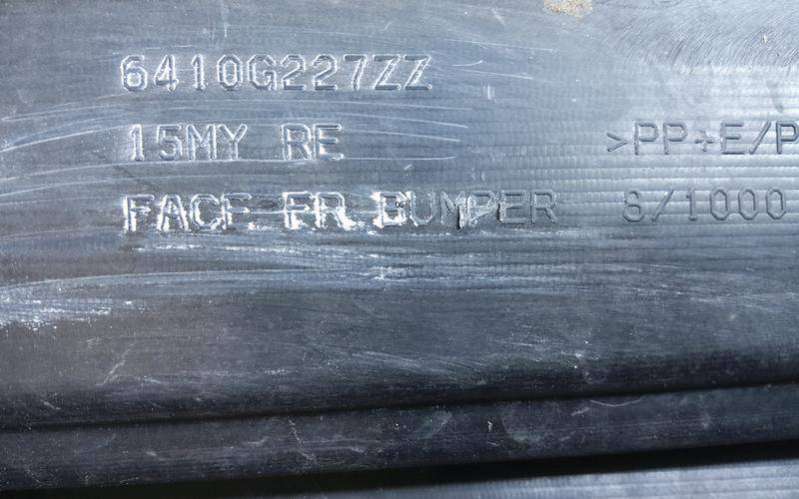 6410G227ZZ
15MY RE >PP+E/P
FACE FR BUMPER 8/1000